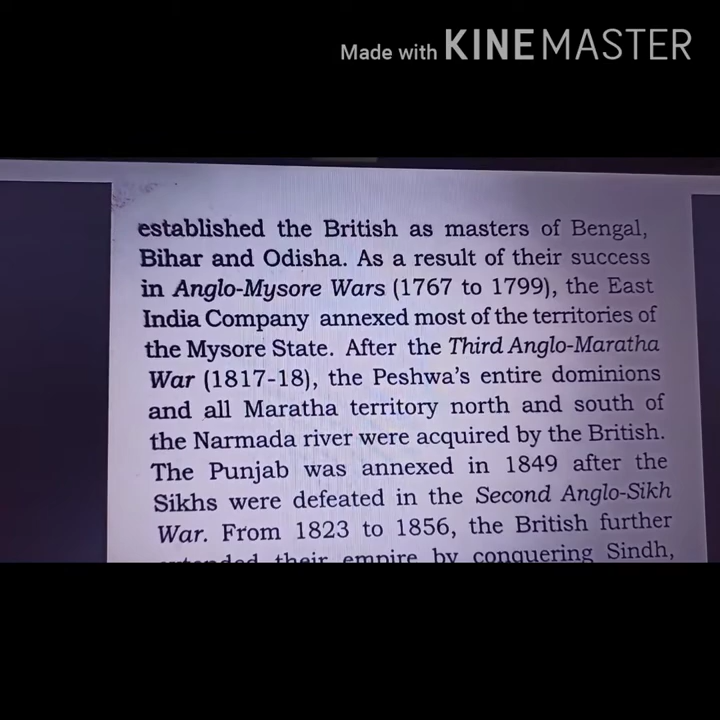 Made with KINEMASTER
established the British as masters of Bengal,
Bihar and Odisha. As a result of their success
in Anglo-Mysore Wars (1767 to 1799), the East
India Company annexed most of the territories of
the Mysore State. After the Third Anglo-Maratha
War (1817-18), the Peshwa's entire dominions
and all Maratha territory north and south of
the Narmada river were acquired by the British.
The Punjab was annexed in 1849 after the
Sikhs were defeated in the Second Anglo-Sikh
War. From 1823 to 1856, the British further
extended their empire by conquering Sindh,